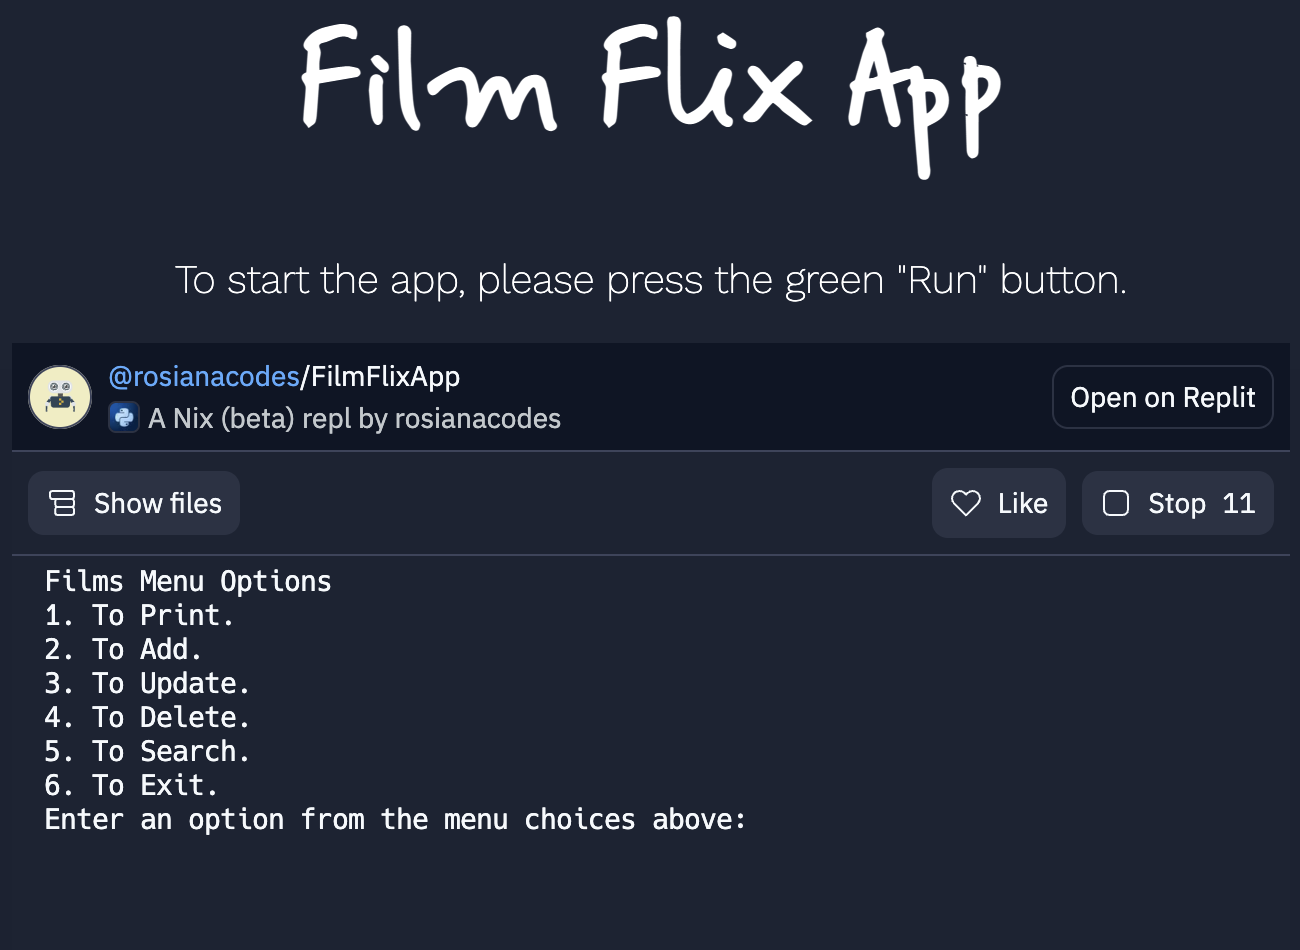 Film Flix App
To start the app, please press the green "Run" button.
@rosianacodes/FilmFlixApp
A Nix (beta) repl by rosianacodes
Open on Replit
Show files
Like
Stop 11
Films Menu Options
1. To Print.
2. To Add.
3. To Update.
4. To Delete.
5. To Search.
6. To Exit.
Enter an option from the menu choices above: